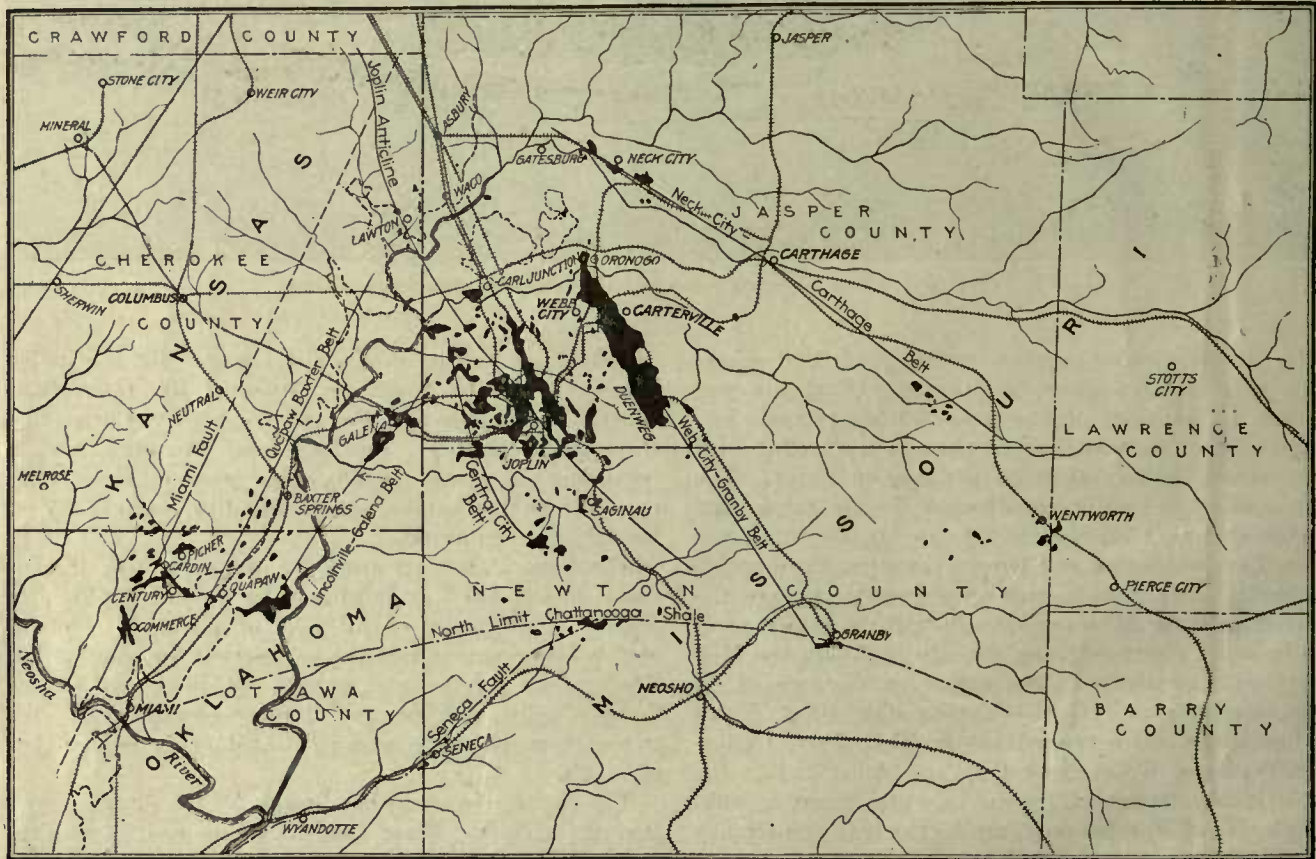 CRAWFORD COUNTY
JASPER
STONE CITY
WEIR CITY
Joplin Anticline
MINERAL
ASBURY
GATESBURG
NECK CITY
WACO
Neck City
JASPER
COUNTY
LAWTON
CARTHAGE
CHEROKEE
COUNTY
SHERWIN
COLUMBUS
CARL JUNCTION
ORONOGO
WEBB
CITY
CARTERVILLE
Carthage
Belt
STOTTS
CITY
KANSAS
MISSOURI
OKLAHOMA
NEUTRAL
Miami Fault
Quapaw Baxter Belt
GALENA
DUENWEG
JOPLIN
LAWRENCE
COUNTY
MELROSE
BAXTER
SPRINGS
Lincolnville-Galena Belt
Central City
Belt
SAGINAU
Web City-Granby Belt
WENTWORTH
PICHER
CARDIN
CENTURY
QUAPAW
COMMERCE
NEWTON COUNTY
PIERCE CITY
North Limit Chattanooga Shale
GRANBY
Neosha
River
OTTAWA
COUNTY
MIAMI
Seneca Fault
SENECA
NEOSHO
BARRY
COUNTY
WYANDOTTE